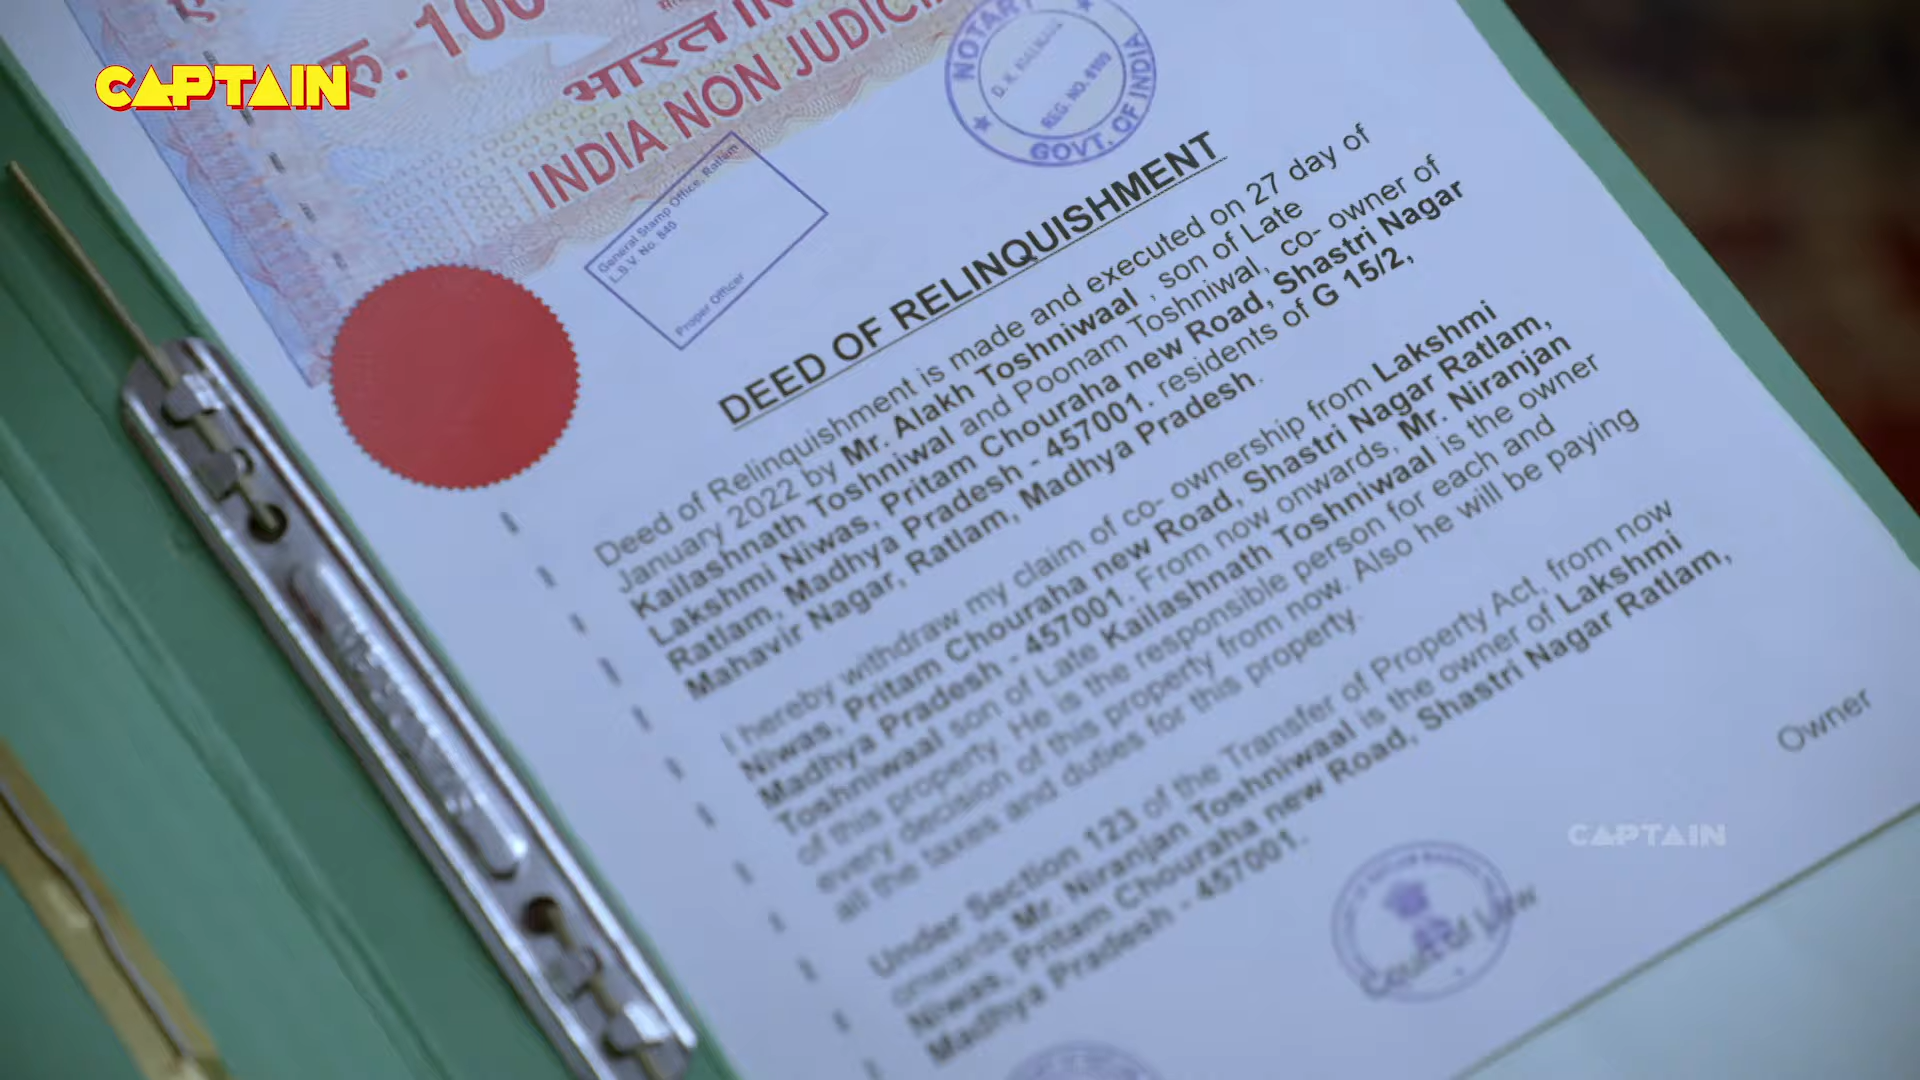 रु. 100
भारत
INDIA NON JUDICIA
CAPTAIN
NOTARY
REG. NO.
GOVT. OF INDIA
General Stamp Office, Ratlam
L.S.V. No. 840
Proper Officer
DEED OF RELINQUISHMENT
Deed of Relinquishment is made and executed on 27 day of
January 2022 by Mr. Alakh Toshniwaal , son of Late
Kailashnath Toshniwal and Poonam Toshniwal, co- owner of
Lakshmi Niwas, Pritam Chouraha new Road, Shastri Nagar
Ratlam, Madhya Pradesh - 457001. residents of G 15/2,
Mahavir Nagar, Ratlam, Madhya Pradesh.
I hereby withdraw my claim of co- ownership from Lakshmi
Niwas, Pritam Chouraha new Road, Shastri Nagar Ratlam,
Madhya Pradesh - 457001. From now onwards, Mr. Niranjan
Toshniwaal son of Late Kailashnath Toshniwaal is the owner
of this property. He is the responsible person for each and
every decision of this property from now. Also he will be paying
all the taxes and duties for this property.
Under Section 123 of the Transfer of Property Act, from now
onwards Mr. Niranjan Toshniwaal is the owner of Lakshmi
Niwas, Pritam Chouraha new Road, Shastri Nagar Ratlam,
Madhya Pradesh - 457001.
Owner
CAPTAIN
Court of Law